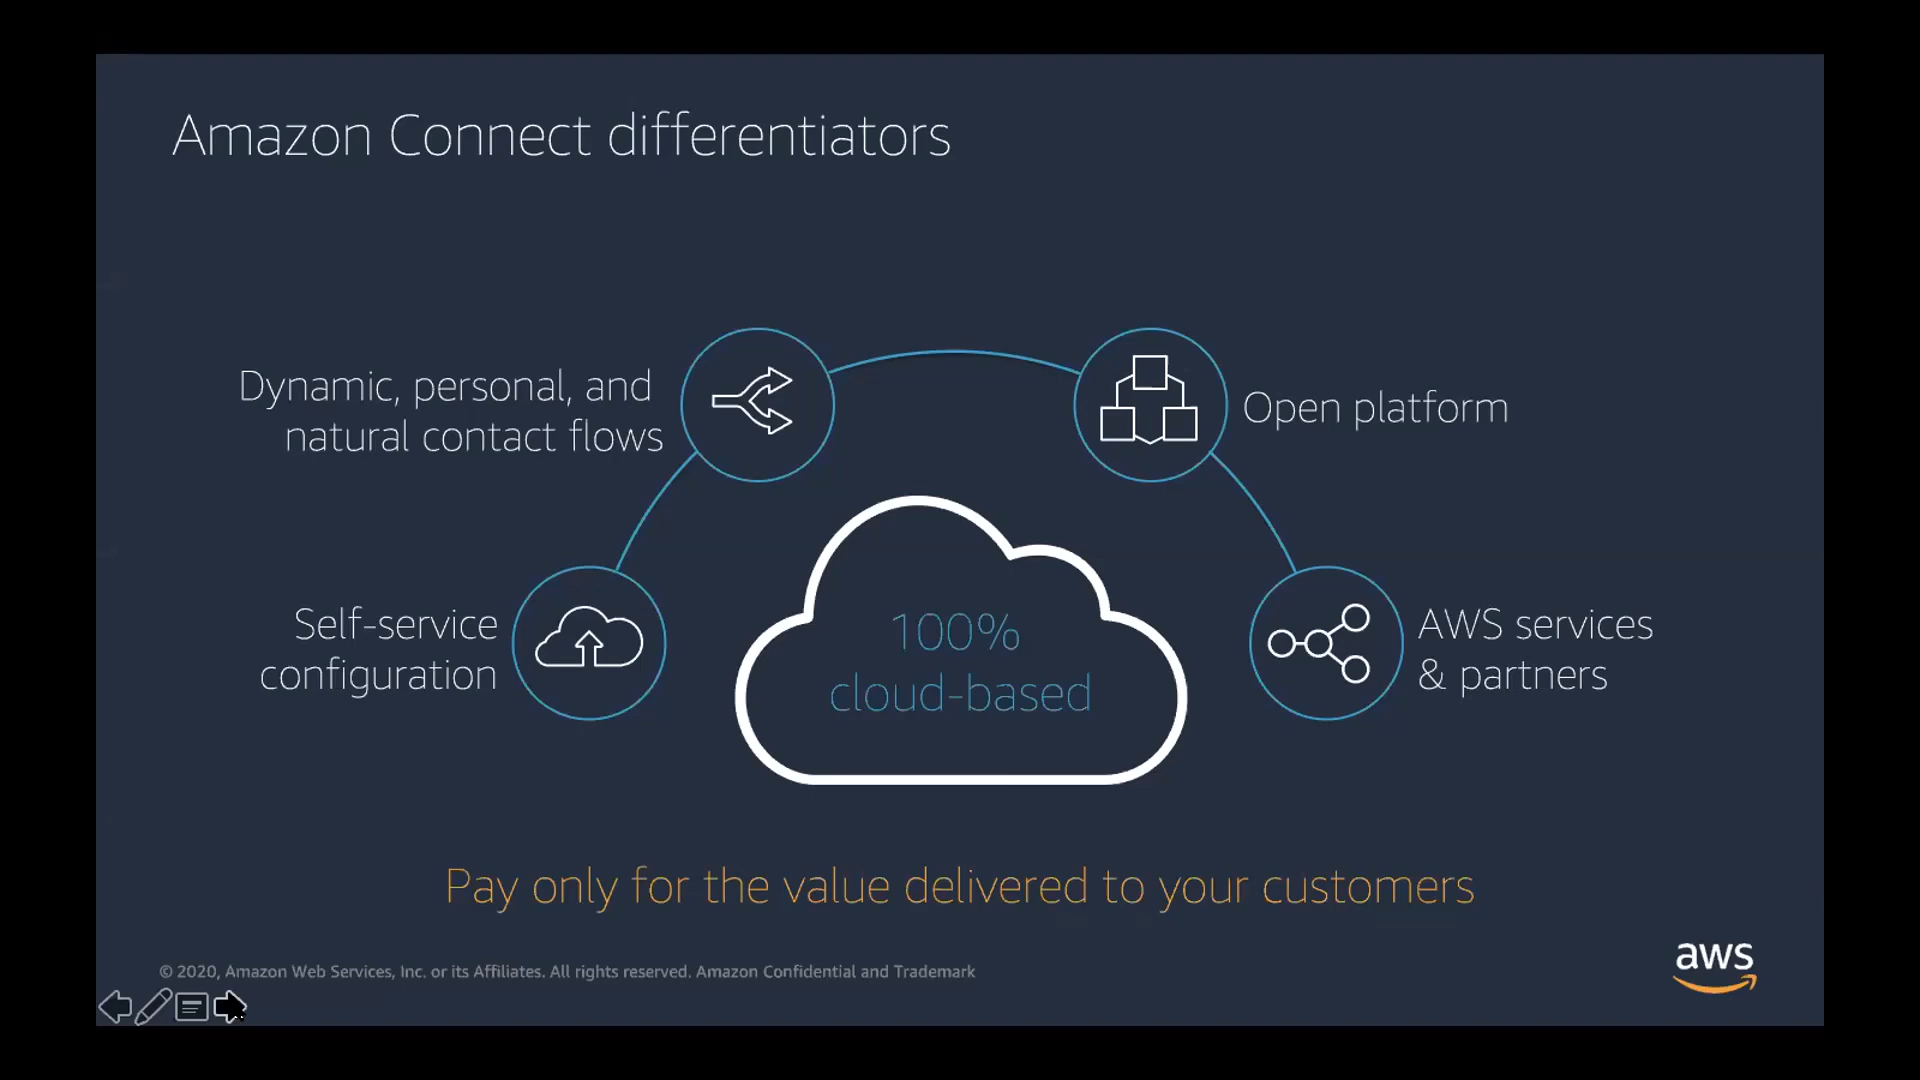 Amazon Connect differentiators
Dynamic, personal, and
natural contact flows
Open platform
Self-service
configuration
100%
cloud-based
AWS services
& partners
Pay only for the value delivered to your customers
© 2020, Amazon Web Services, Inc. or its Affiliates. All rights reserved. Amazon Confidential and Trademark
aws